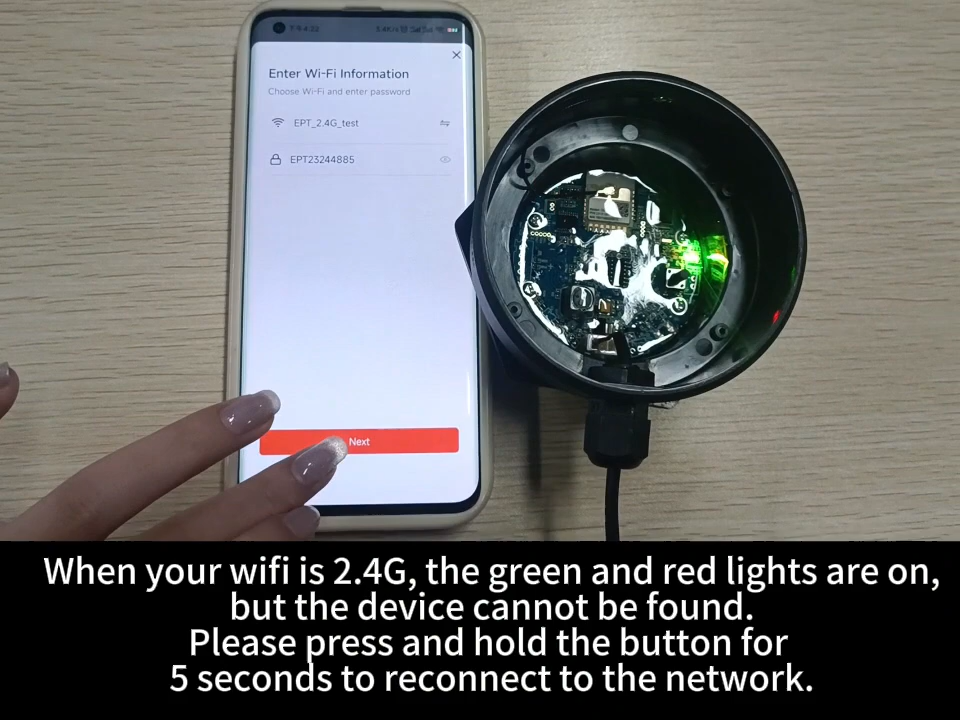 Enter Wi-Fi Information
Choose Wi-Fi and enter password
EPT_2.4G_test
EPT23244885
Next
When your wifi is 2.4G, the green and red lights are on,
but the device cannot be found.
Please press and hold the button for
5 seconds to reconnect to the network.